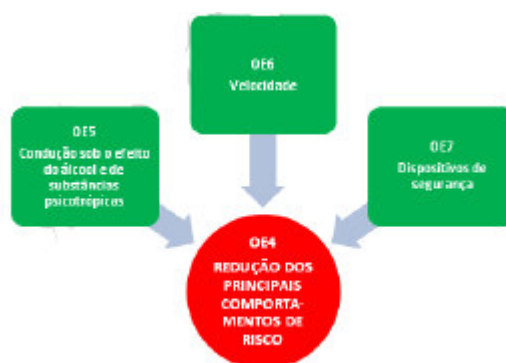 OE6
Velocidade
OE5
Condução sob o efeito
do álcool e de
substâncias
psicotrópicas
OE7
Dispositivos de
segurança
OE4
REDUÇÃO DOS
PRINCIPAIS
COMPORTA-
MENTOS DE
RISCO